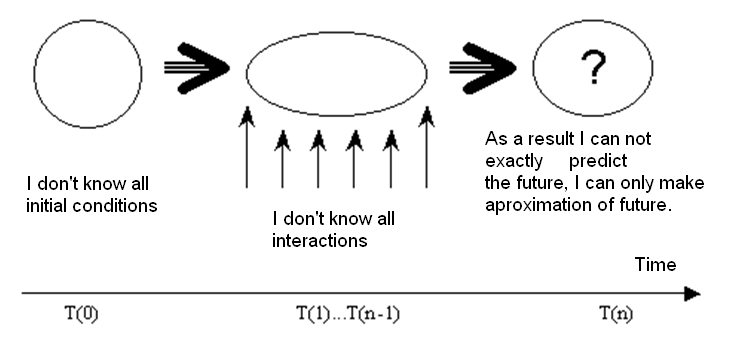 ?
I don't know all
initial conditions
I don't know all
interactions
As a result I can not
exactly predict
the future, I can only make
aproximation of future.
Time
T(0)
T(1)...T(n-1)
T(n)